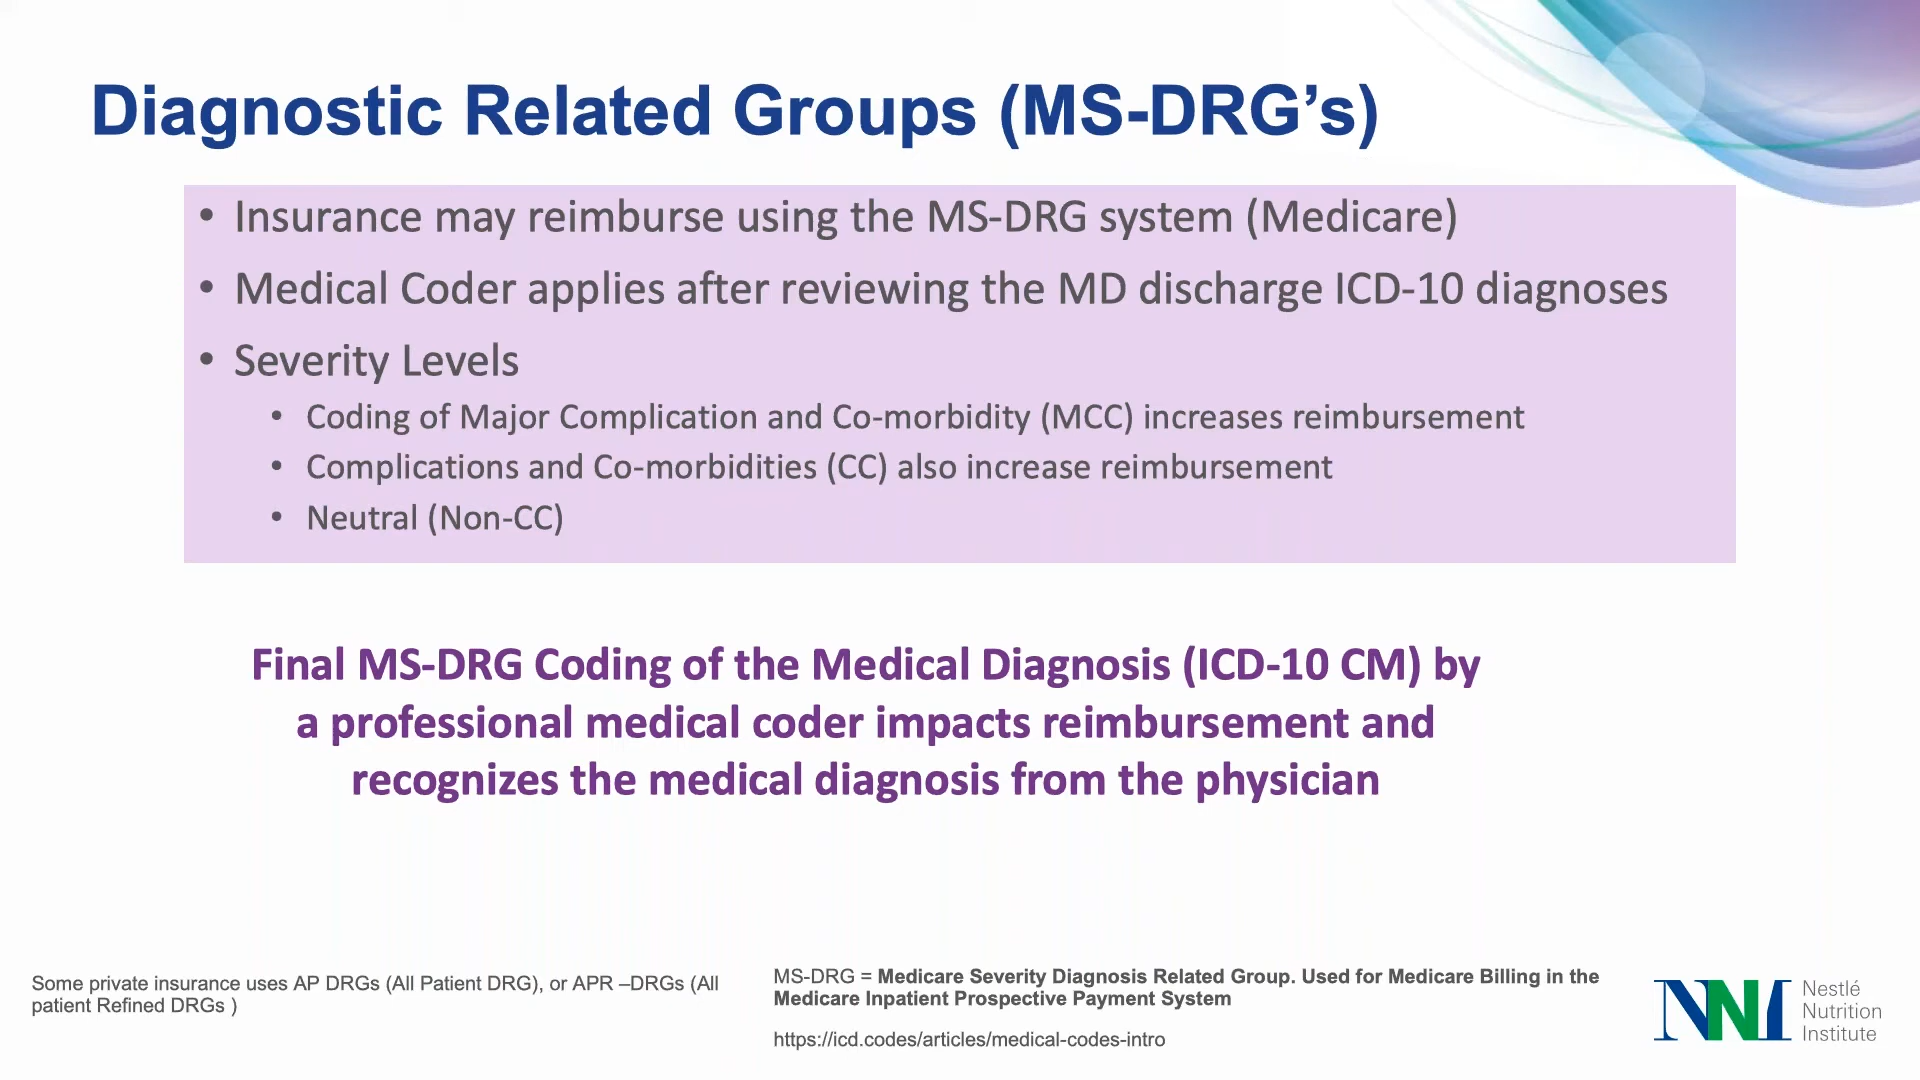 Diagnostic Related Groups (MS-DRG’s)
• Insurance may reimburse using the MS-DRG system (Medicare)
• Medical Coder applies after reviewing the MD discharge ICD-10 diagnoses
• Severity Levels
• Coding of Major Complication and Co-morbidity (MCC) increases reimbursement
• Complications and Co-morbidities (CC) also increase reimbursement
• Neutral (Non-CC)
Final MS-DRG Coding of the Medical Diagnosis (ICD-10 CM) by
a professional medical coder impacts reimbursement and
recognizes the medical diagnosis from the physician
Some private insurance uses AP DRGs (All Patient DRG), or APR –DRGs (All
patient Refined DRGs )
MS-DRG = Medicare Severity Diagnosis Related Group. Used for Medicare Billing in the
Medicare Inpatient Prospective Payment System
https://icd.codes/articles/medical-codes-intro
NNI
Nestlé
Nutrition
Institute